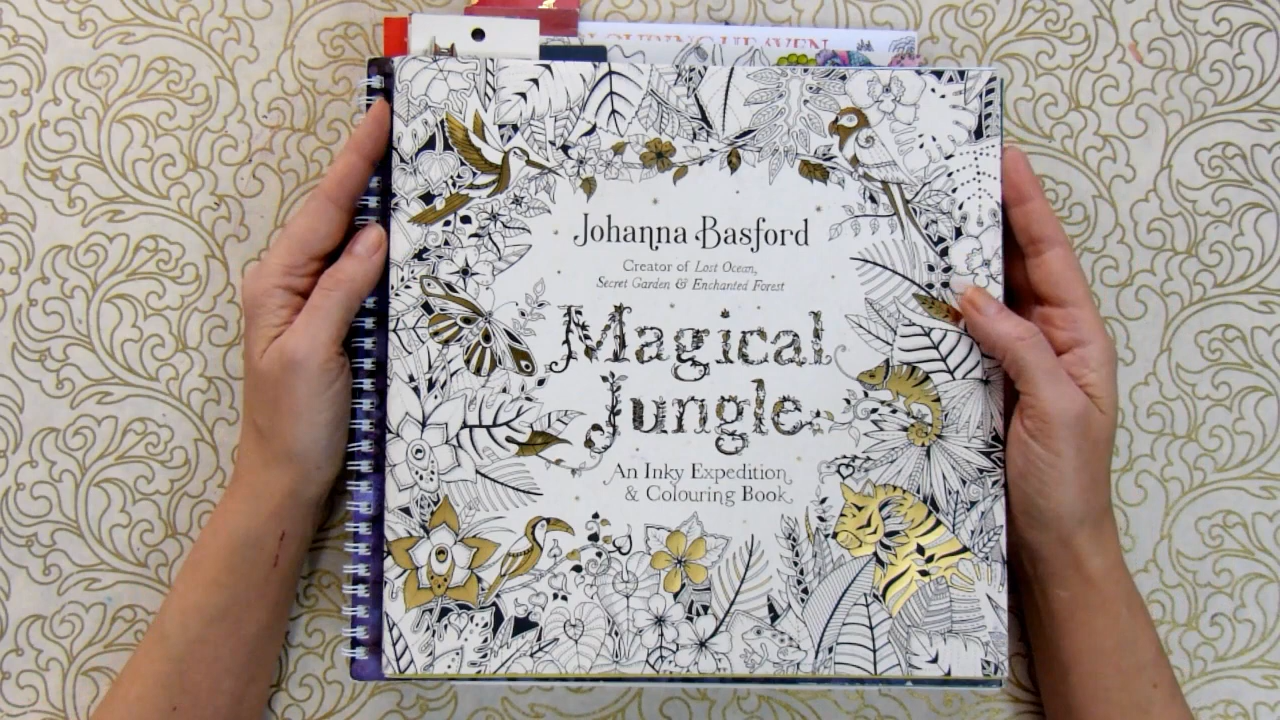 Johanna Basford
Creator of Lost Ocean,
Secret Garden & Enchanted Forest
Magical
Jungle
An Inky Expedition
& Colouring Book